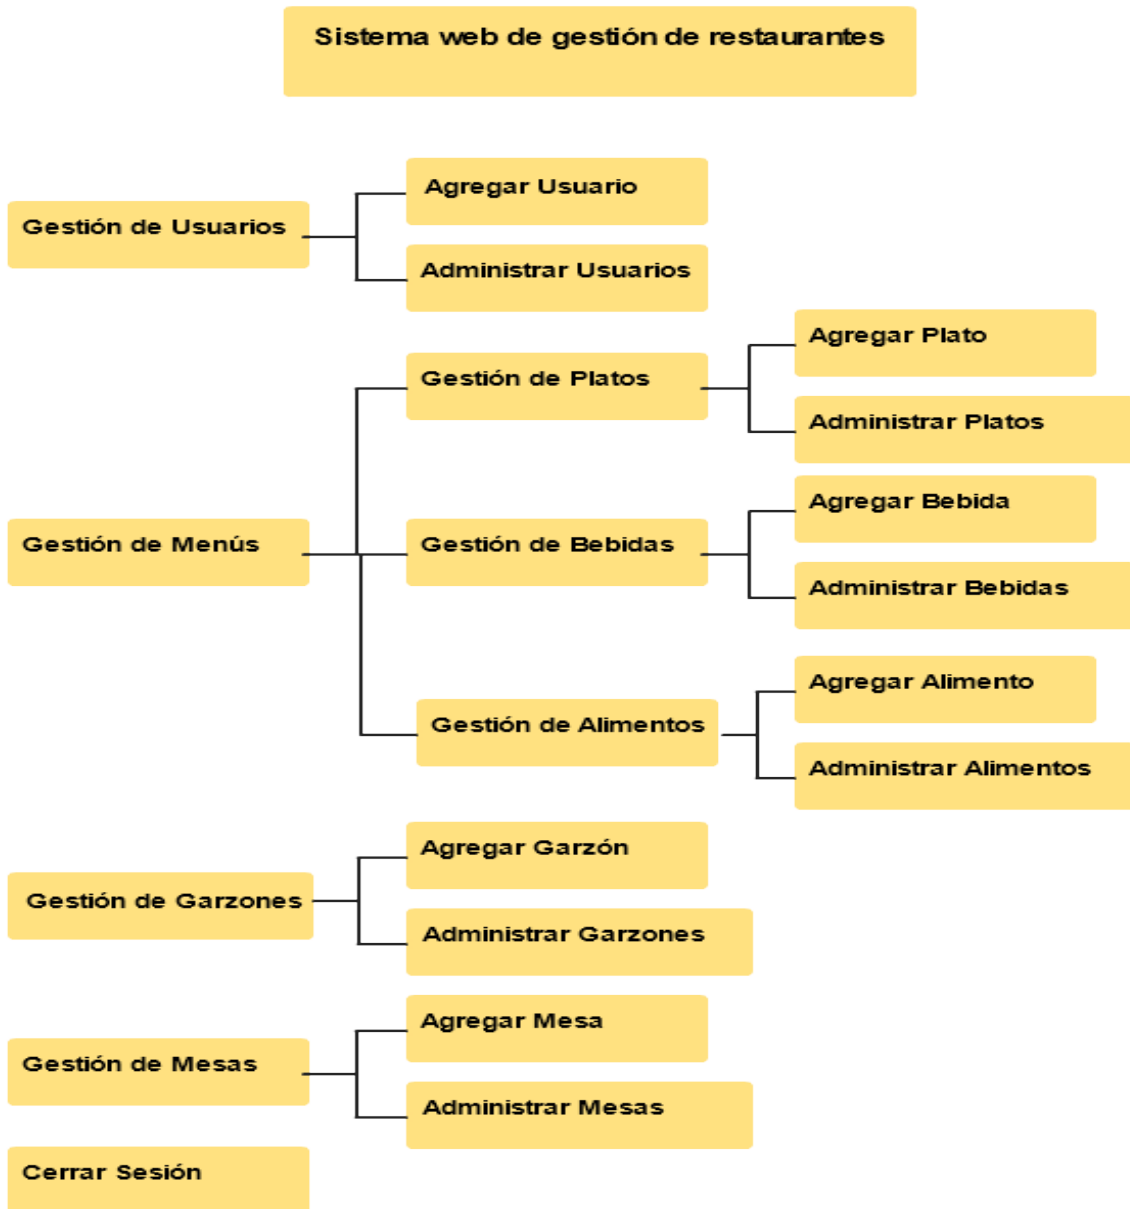 Sistema web de gestión de restaurantes
Agregar Usuario
Gestión de Usuarios
Administrar Usuarios
Agregar Plato
Gestión de Platos
Administrar Platos
Agregar Bebida
Gestión de Menús
Gestión de Bebidas
Administrar Bebidas
Agregar Alimento
Gestión de Alimentos
Administrar Alimentos
Agregar Garzón
Gestión de Garzones
Administrar Garzones
Agregar Mesa
Gestión de Mesas
Administrar Mesas
Cerrar Sesión